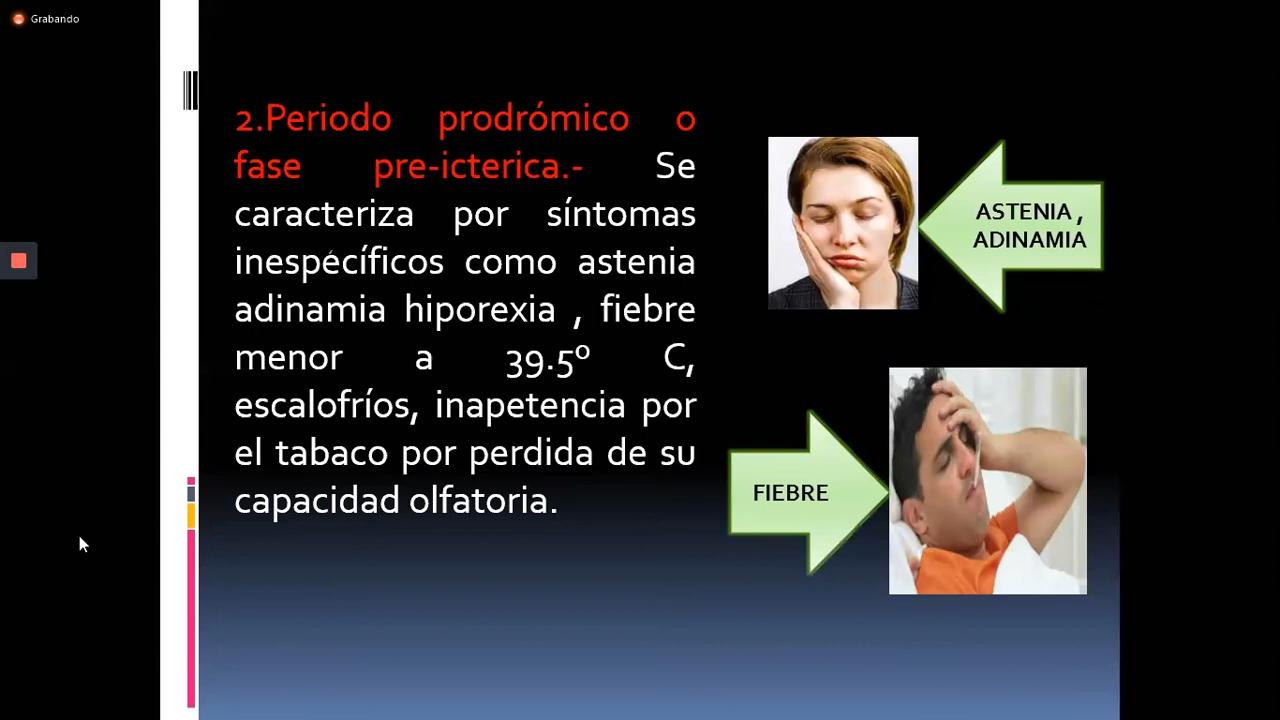 Grabando
2.Periodo prodrómico o
fase pre-icterica.- Se
caracteriza por síntomas
inespécíficos como astenia
adinamia hiporexia , fiebre
menor a 39.5º C,
escalofríos, inapetencia por
el tabaco por perdida de su
capacidad olfatoria.
ASTENIA ,
ADINAMIA
FIEBRE